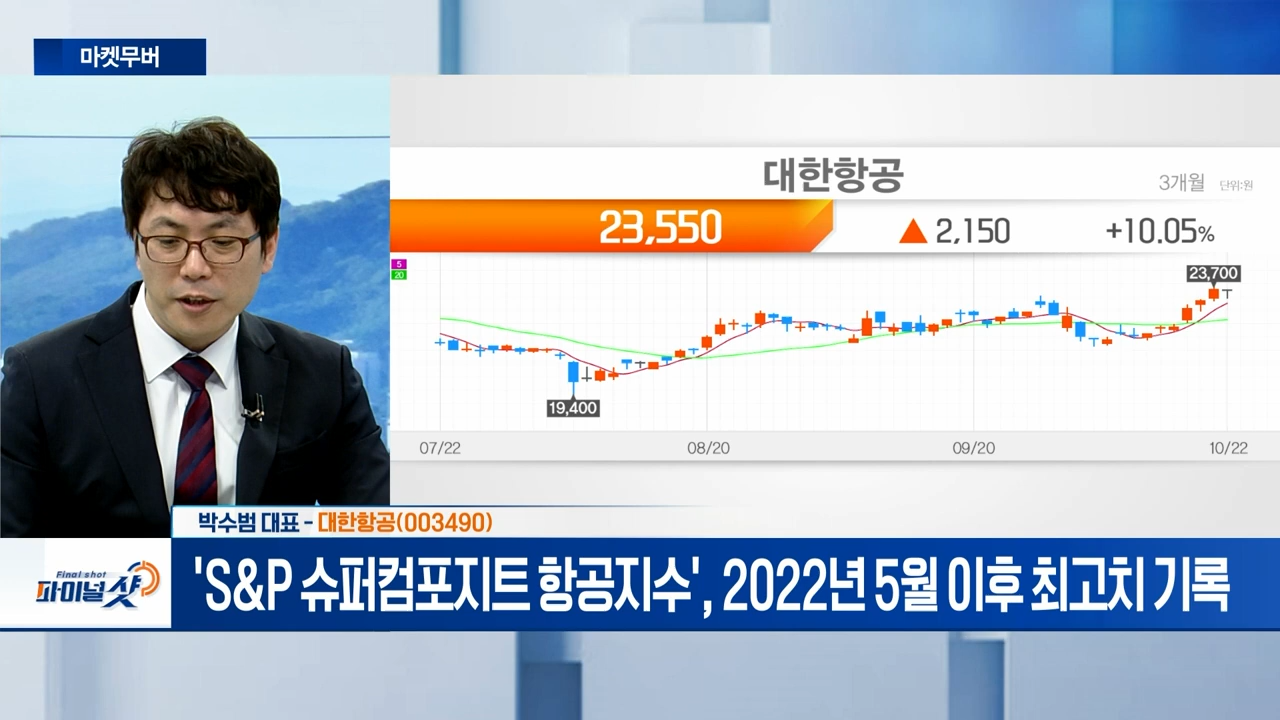 마켓무버
대한항공
3개월 단위:원
23,550 ▲ 2,150 +10.05%
5
20
23,700
19,400
07/22 08/20 09/20 10/22
박수범 대표 - 대한항공(003490)
Final shot
파이널샷
'S&P 슈퍼컴포지트 항공지수', 2022년 5월 이후 최고치 기록